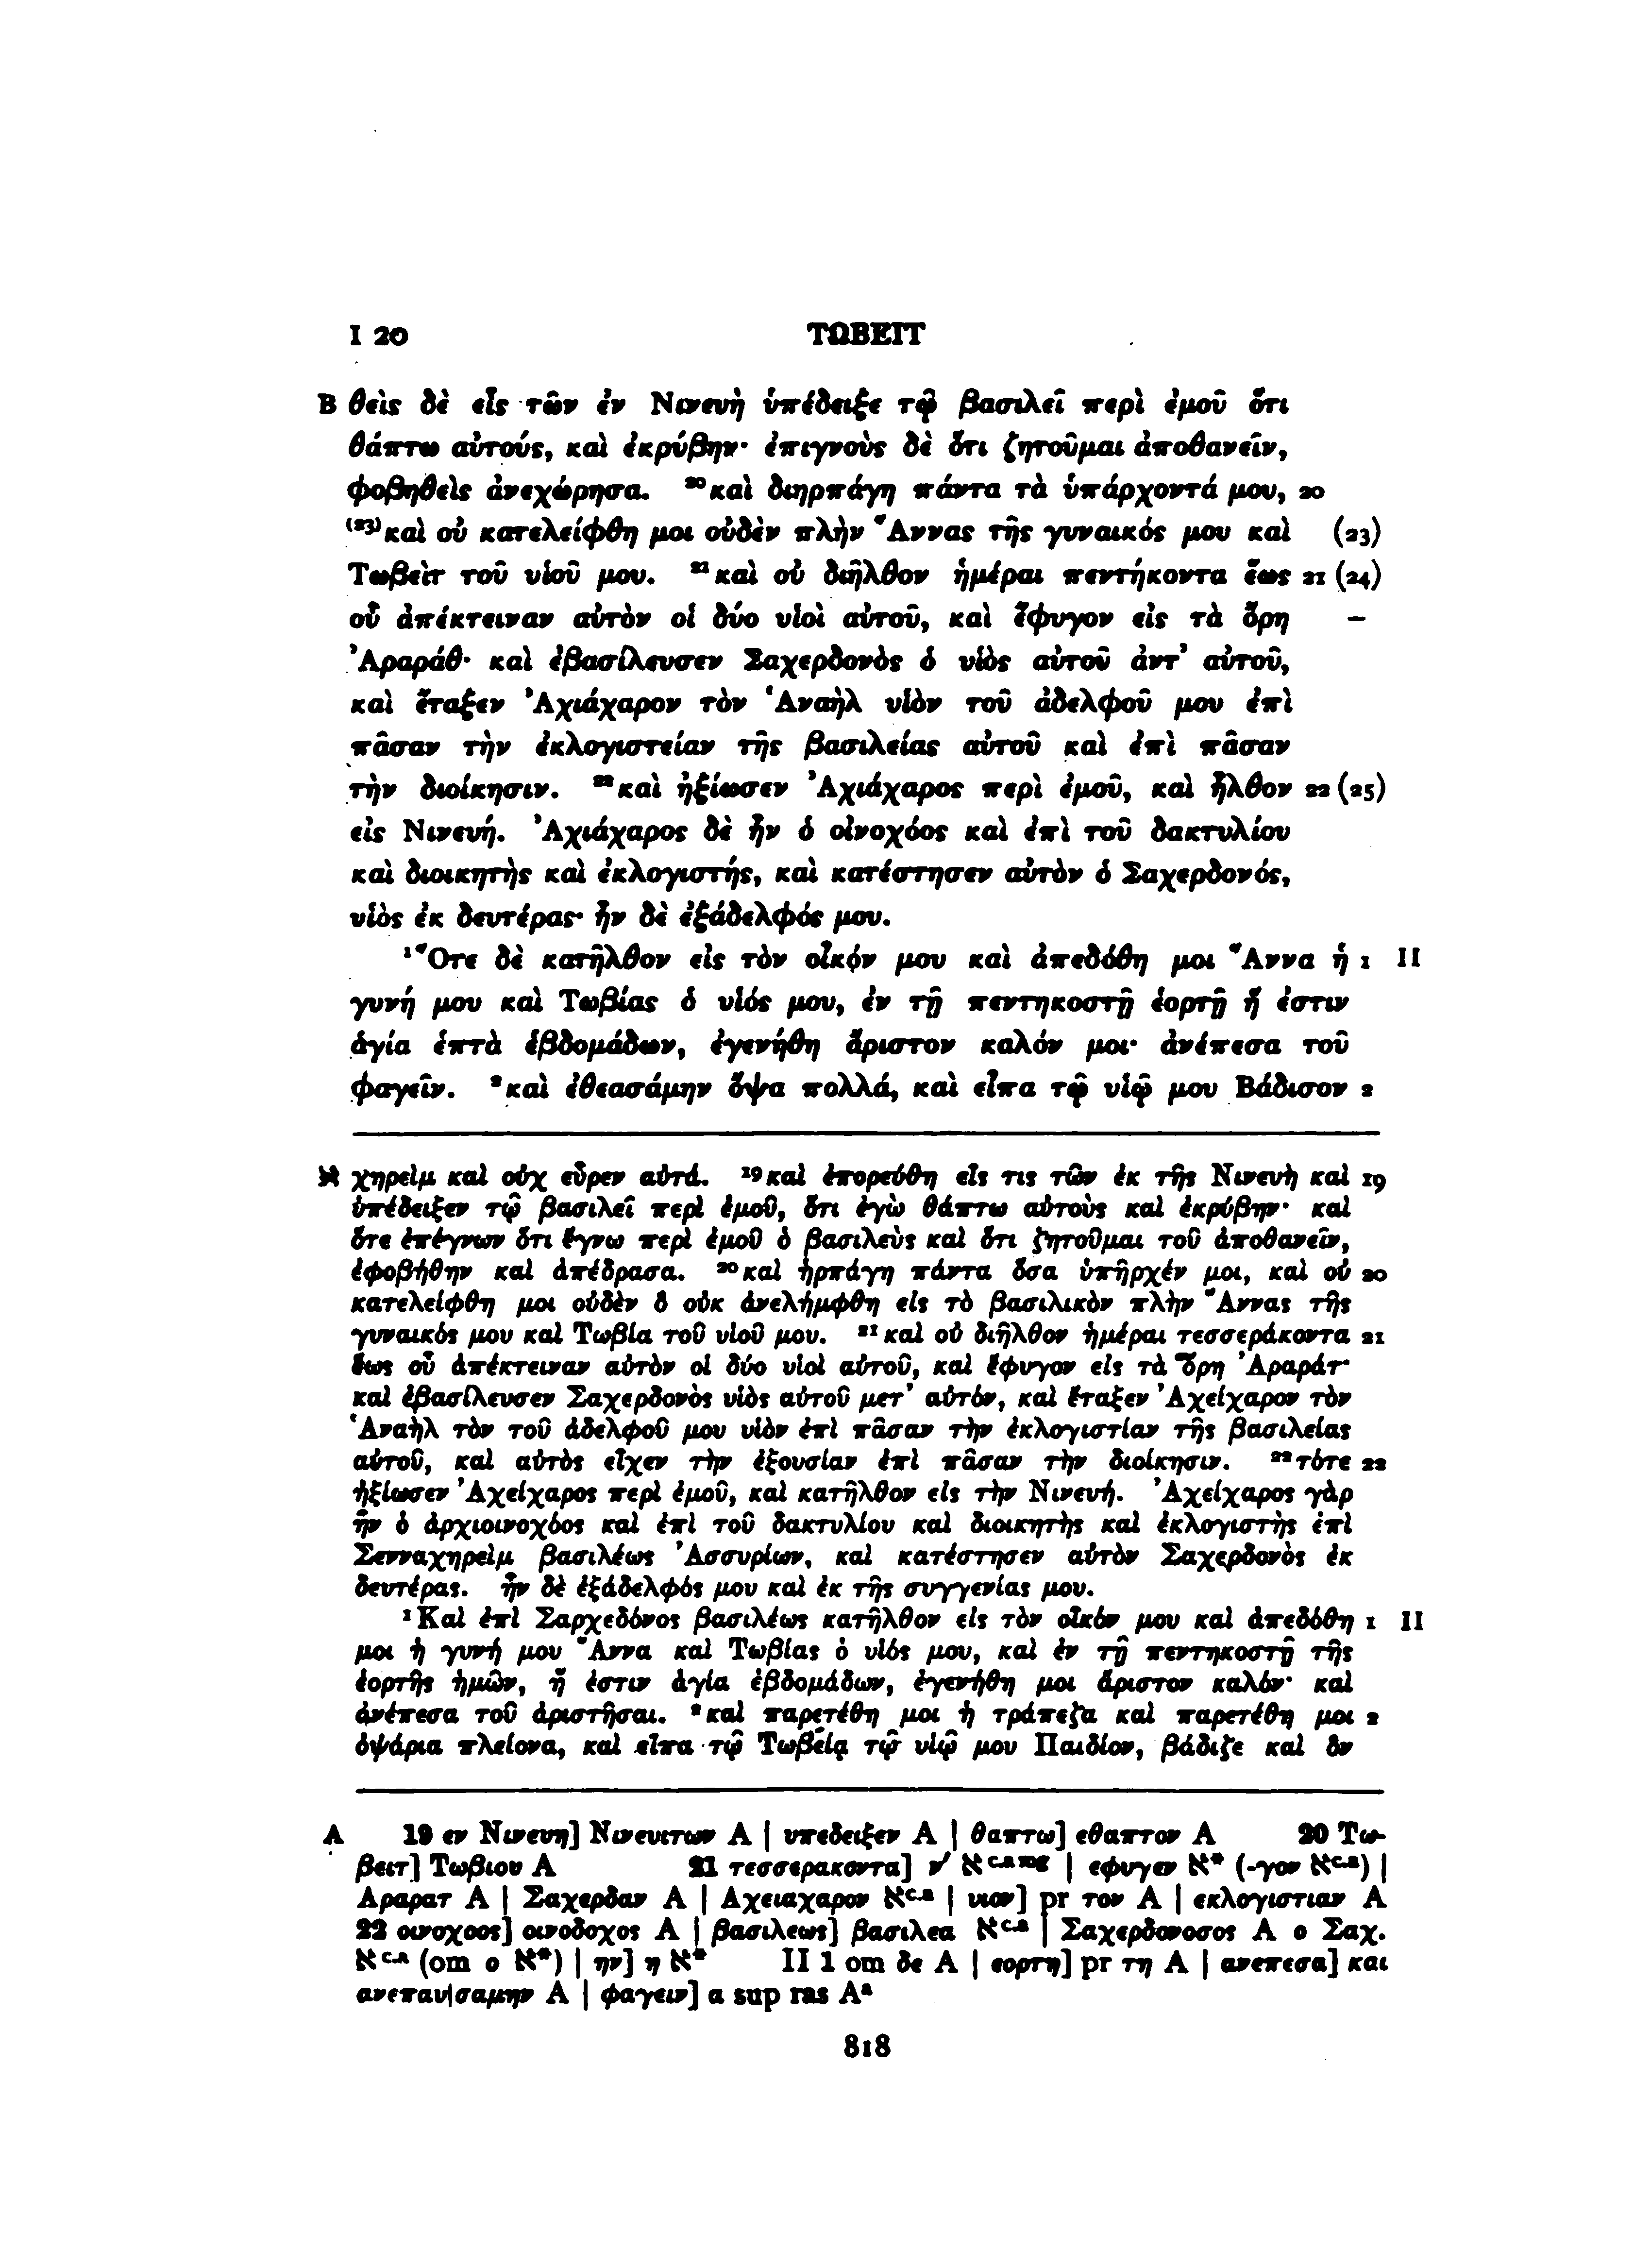 I 20 ΤΩΒΕΙΤ
B θεὶς δὲ εἷς τῶν ἐν Νινευὴ ὑπέδειξε τῷ βασιλεῖ περὶ ἐμοῦ ὅτι
θάπτω αὐτούς, καὶ ἐκρύβην· ἐπιγνοὺς δὲ ὅτι ζητοῦμαι ἀποθανεῖν,
φοβηθεὶς ἀνεχώρησα. ²⁰καὶ διηρπάγη πάντα τὰ ὑπάρχοντά μου, 20
⁽²³⁾καὶ οὐ κατελείφθη μοι οὐδὲν πλὴν Ἄννας τῆς γυναικός μου καὶ (23)
Τωβεὶτ τοῦ υἱοῦ μου. ²¹καὶ οὐ διῆλθον ἡμέραι πεντήκοντα ἕως 21 (24)
οὗ ἀπέκτειναν αὐτὸν οἱ δύο υἱοὶ αὐτοῦ, καὶ ἔφυγον εἰς τὰ ὄρη –
Ἀραράθ· καὶ ἐβασίλευσεν Σαχερδονὸς ὁ υἱὸς αὐτοῦ ἀντ’ αὐτοῦ,
καὶ ἔταξεν Ἀχιάχαρον τὸν Ἁναὴλ υἱὸν τοῦ ἀδελφοῦ μου ἐπὶ
πᾶσαν τὴν ἐκλογιστείαν τῆς βασιλείας αὐτοῦ καὶ ἐπὶ πᾶσαν
τὴν διοίκησιν. ²²καὶ ἠξίωσεν Ἀχιάχαρος περὶ ἐμοῦ, καὶ ἦλθον 22 (25)
εἰς Νινευή. Ἀχιάχαρος δὲ ἦν ὁ οἰνοχόος καὶ ἐπὶ τοῦ δακτυλίου
καὶ διοικητὴς καὶ ἐκλογιστής, καὶ κατέστησεν αὐτὸν ὁ Σαχερδονός,
υἱὸς ἐκ δευτέρας· ἦν δὲ ἐξάδελφός μου.
¹Ὅτε δὲ κατῆλθον εἰς τὸν οἶκόν μου καὶ ἀπεδόθη μοι Ἄννα ἡ 1 II
γυνή μου καὶ Τωβίας ὁ υἱός μου, ἐν τῇ πεντηκοστῇ ἑορτῇ ἥ ἐστιν
ἁγία ἑπτὰ ἑβδομάδων, ἐγενήθη ἄριστον καλόν μοι· ἀνέπεσα τοῦ
φαγεῖν. ²καὶ ἐθεασάμην ὄψα πολλά, καὶ εἶπα τῷ υἱῷ μου Βάδισον 2
א χηρεὶμ καὶ οὐχ εὗρεν αὐτά. ¹⁹καὶ ἐπορεύθη εἷς τις τῶν ἐκ τῆς Νινευὴ καὶ 19
ὑπέδειξεν τῷ βασιλεῖ περὶ ἐμοῦ, ὅτι ἐγὼ θάπτω αὐτοὺς καὶ ἐκρύβην· καὶ
ὅτε ἐπέγνων ὅτι ἔγνω περὶ ἐμοῦ ὁ βασιλεὺς καὶ ὅτι ζητοῦμαι τοῦ ἀποθανεῖν,
ἐφοβήθην καὶ ἀπέδρασα. ²⁰καὶ ἡρπάγη πάντα ὅσα ὑπῆρχέν μοι, καὶ οὐ 20
κατελείφθη μοι οὐδὲν ὃ οὐκ ἀνελήμφθη εἰς τὸ βασιλικὸν πλὴν Ἄννας τῆς
γυναικός μου καὶ Τωβία τοῦ υἱοῦ μου. ²¹καὶ οὐ διῆλθον ἡμέραι τεσσεράκοντα 21
ἕως οὗ ἀπέκτειναν αὐτὸν οἱ δύο υἱοὶ αὐτοῦ, καὶ ἔφυγον εἰς τὰ ὄρη Ἀραράτ·
καὶ ἐβασίλευσεν Σαχερδονὸς υἱὸς αὐτοῦ μετ’ αὐτόν, καὶ ἔταξεν Ἀχείχαρον τὸν
Ἁναὴλ τὸν τοῦ ἀδελφοῦ μου υἱὸν ἐπὶ πᾶσαν τὴν ἐκλογιστίαν τῆς βασιλείας
αὐτοῦ, καὶ αὐτὸς εἶχεν τὴν ἐξουσίαν ἐπὶ πᾶσαν τὴν διοίκησιν. ²²τότε 22
ἠξίωσεν Ἀχείχαρος περὶ ἐμοῦ, καὶ κατῆλθον εἰς τὴν Νινευή. Ἀχείχαρος γὰρ
ἦν ὁ ἀρχιοινοχόος καὶ ἐπὶ τοῦ δακτυλίου καὶ διοικητὴς καὶ ἐκλογιστὴς ἐπὶ
Σενναχηρεὶμ βασιλέως Ἀσσυρίων, καὶ κατέστησεν αὐτὸν Σαχερδονὸς ἐκ
δευτέρας. ἦν δὲ ἐξάδελφός μου καὶ ἐκ τῆς συγγενίας μου.
¹Καὶ ἐπὶ Σαρχεδόνος βασιλέως κατῆλθον εἰς τὸν οἶκόν μου καὶ ἀπεδόθη 1 II
μοι ἡ γυνή μου Ἄννα καὶ Τωβίας ὁ υἱός μου, καὶ ἐν τῇ πεντηκοστῇ τῆς
ἑορτῆς ἡμῶν, ἥ ἐστιν ἁγία ἑβδομάδων, ἐγενήθη μοι ἄριστον καλόν· καὶ
ἀνέπεσα τοῦ ἀριστῆσαι. ²καὶ παρετέθη μοι ἡ τράπεζα καὶ παρετέθη μοι 2
ὀψάρια πλείονα, καὶ εἶπα τῷ Τωβείᾳ τῷ υἱῷ μου Παιδίον, βάδιζε καὶ ὃν
A 19 εν Νινευη] Νινευιτων A | υπεδειξεν A | θαπτω] εθαπτον A 20 Τω-
βειτ] Τωβιου A 21 τεσσερακοντα] ν′ א c.a mg | εφυγεν א* (-γον א c.a) |
Αραρατ A | Σαχερδαν A | Αχειαχαρον א c.a | υιον] pr τον A | εκλογιστιαν A
22 οινοχοος] οινοδοχος A | βασιλεως] βασιλεα א c.a | Σαχερδονοσος A ο Σαχ.
א c.a (om ο א*) | ην] η א* II 1 om δε A | εορτη] pr τη A | ανεπεσα] και
ανεπαυ|σαμην A | φαγειν] α sup ras Aᵃ
818